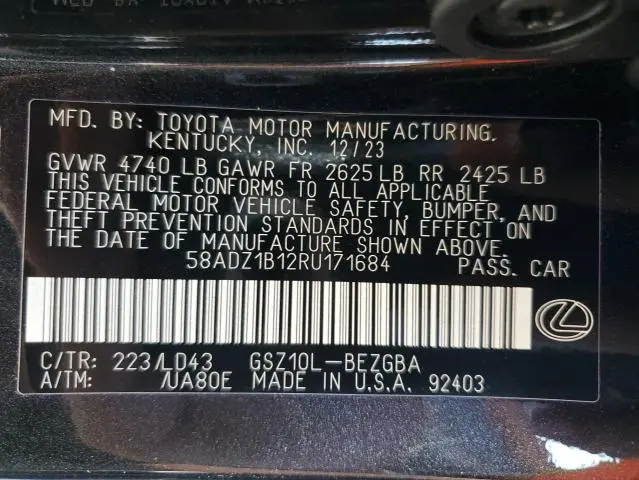 MFD. BY: TOYOTA MOTOR MANUFACTURING.
KENTUCKY, INC. 12/23
GVWR 4740 LB GAWR FR 2625 LB RR 2425 LB
THIS VEHICLE CONFORMS TO ALL APPLICABLE
FEDERAL MOTOR VEHICLE SAFETY, BUMPER, AND
THEFT PREVENTION STANDARDS IN EFFECT ON
THE DATE OF MANUFACTURE SHOWN ABOVE.
58ADZ1B12RU171684 PASS. CAR
C/TR: 223/LD43 GSZ10L-BEZGBA
A/TM: /UA80E MADE IN U.S.A. 92403